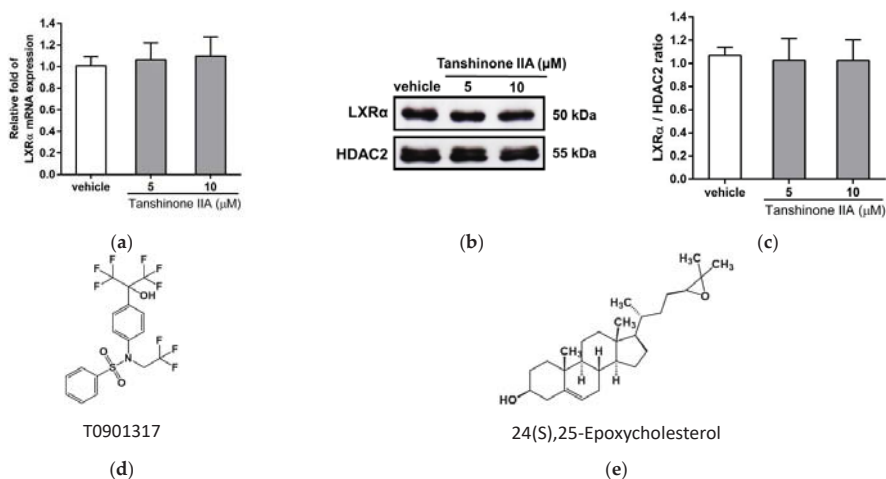 Relative fold of
LXRα mRNA expression
1.4
1.2
1.0
0.8
0.6
0.4
0.2
0.0
vehicle 5 10
Tanshinone IIA (μM)
(a)
Tanshinone IIA (μM)
vehicle 5 10
LXRα 50 kDa
HDAC2 55 kDa
(b)
LXRα / HDAC2 ratio
1.4
1.2
1.0
0.8
0.6
0.4
0.2
0.0
vehicle 5 10
Tanshinone IIA (μM)
(c)
F F F F
F F
OH
N
F
F
F
O
S
O
T0901317
(d)
H₃C
CH₃
O
H₃C
CH₃
CH₃
H
H
H
HO
24(S),25-Epoxycholesterol
(e)